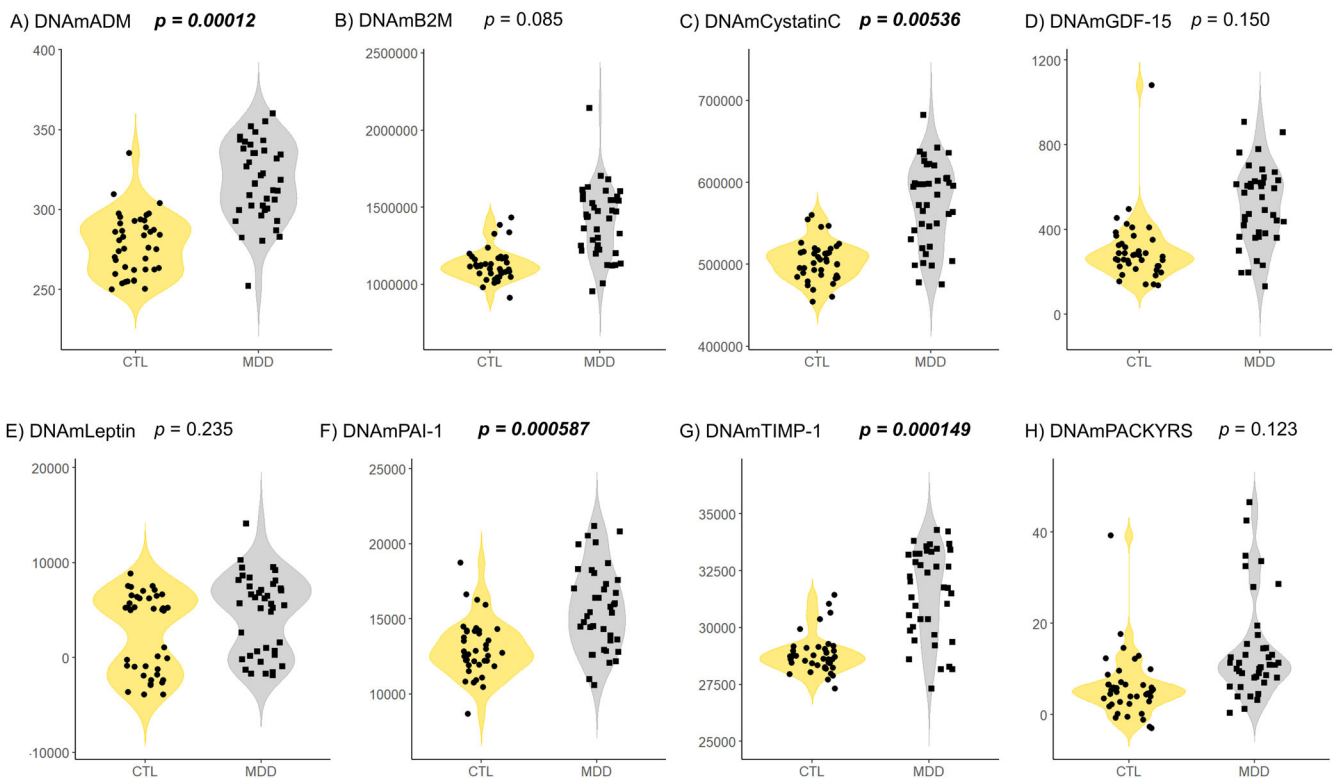 A) DNAmADM p = 0.00012
400
350
300
250
CTL MDD
B) DNAmB2M p = 0.085
2500000
2000000
1500000
1000000
CTL MDD
C) DNAmCystatinC p = 0.00536
700000
600000
500000
400000
CTL MDD
D) DNAmGDF-15 p = 0.150
1200
800
400
0
CTL MDD
E) DNAmLeptin p = 0.235
20000
10000
0
-10000
CTL MDD
F) DNAmPAI-1 p = 0.000587
25000
20000
15000
10000
CTL MDD
G) DNAmTIMP-1 p = 0.000149
35000
32500
30000
27500
25000
CTL MDD
H) DNAmPACKYRS p = 0.123
40
20
0
CTL MDD